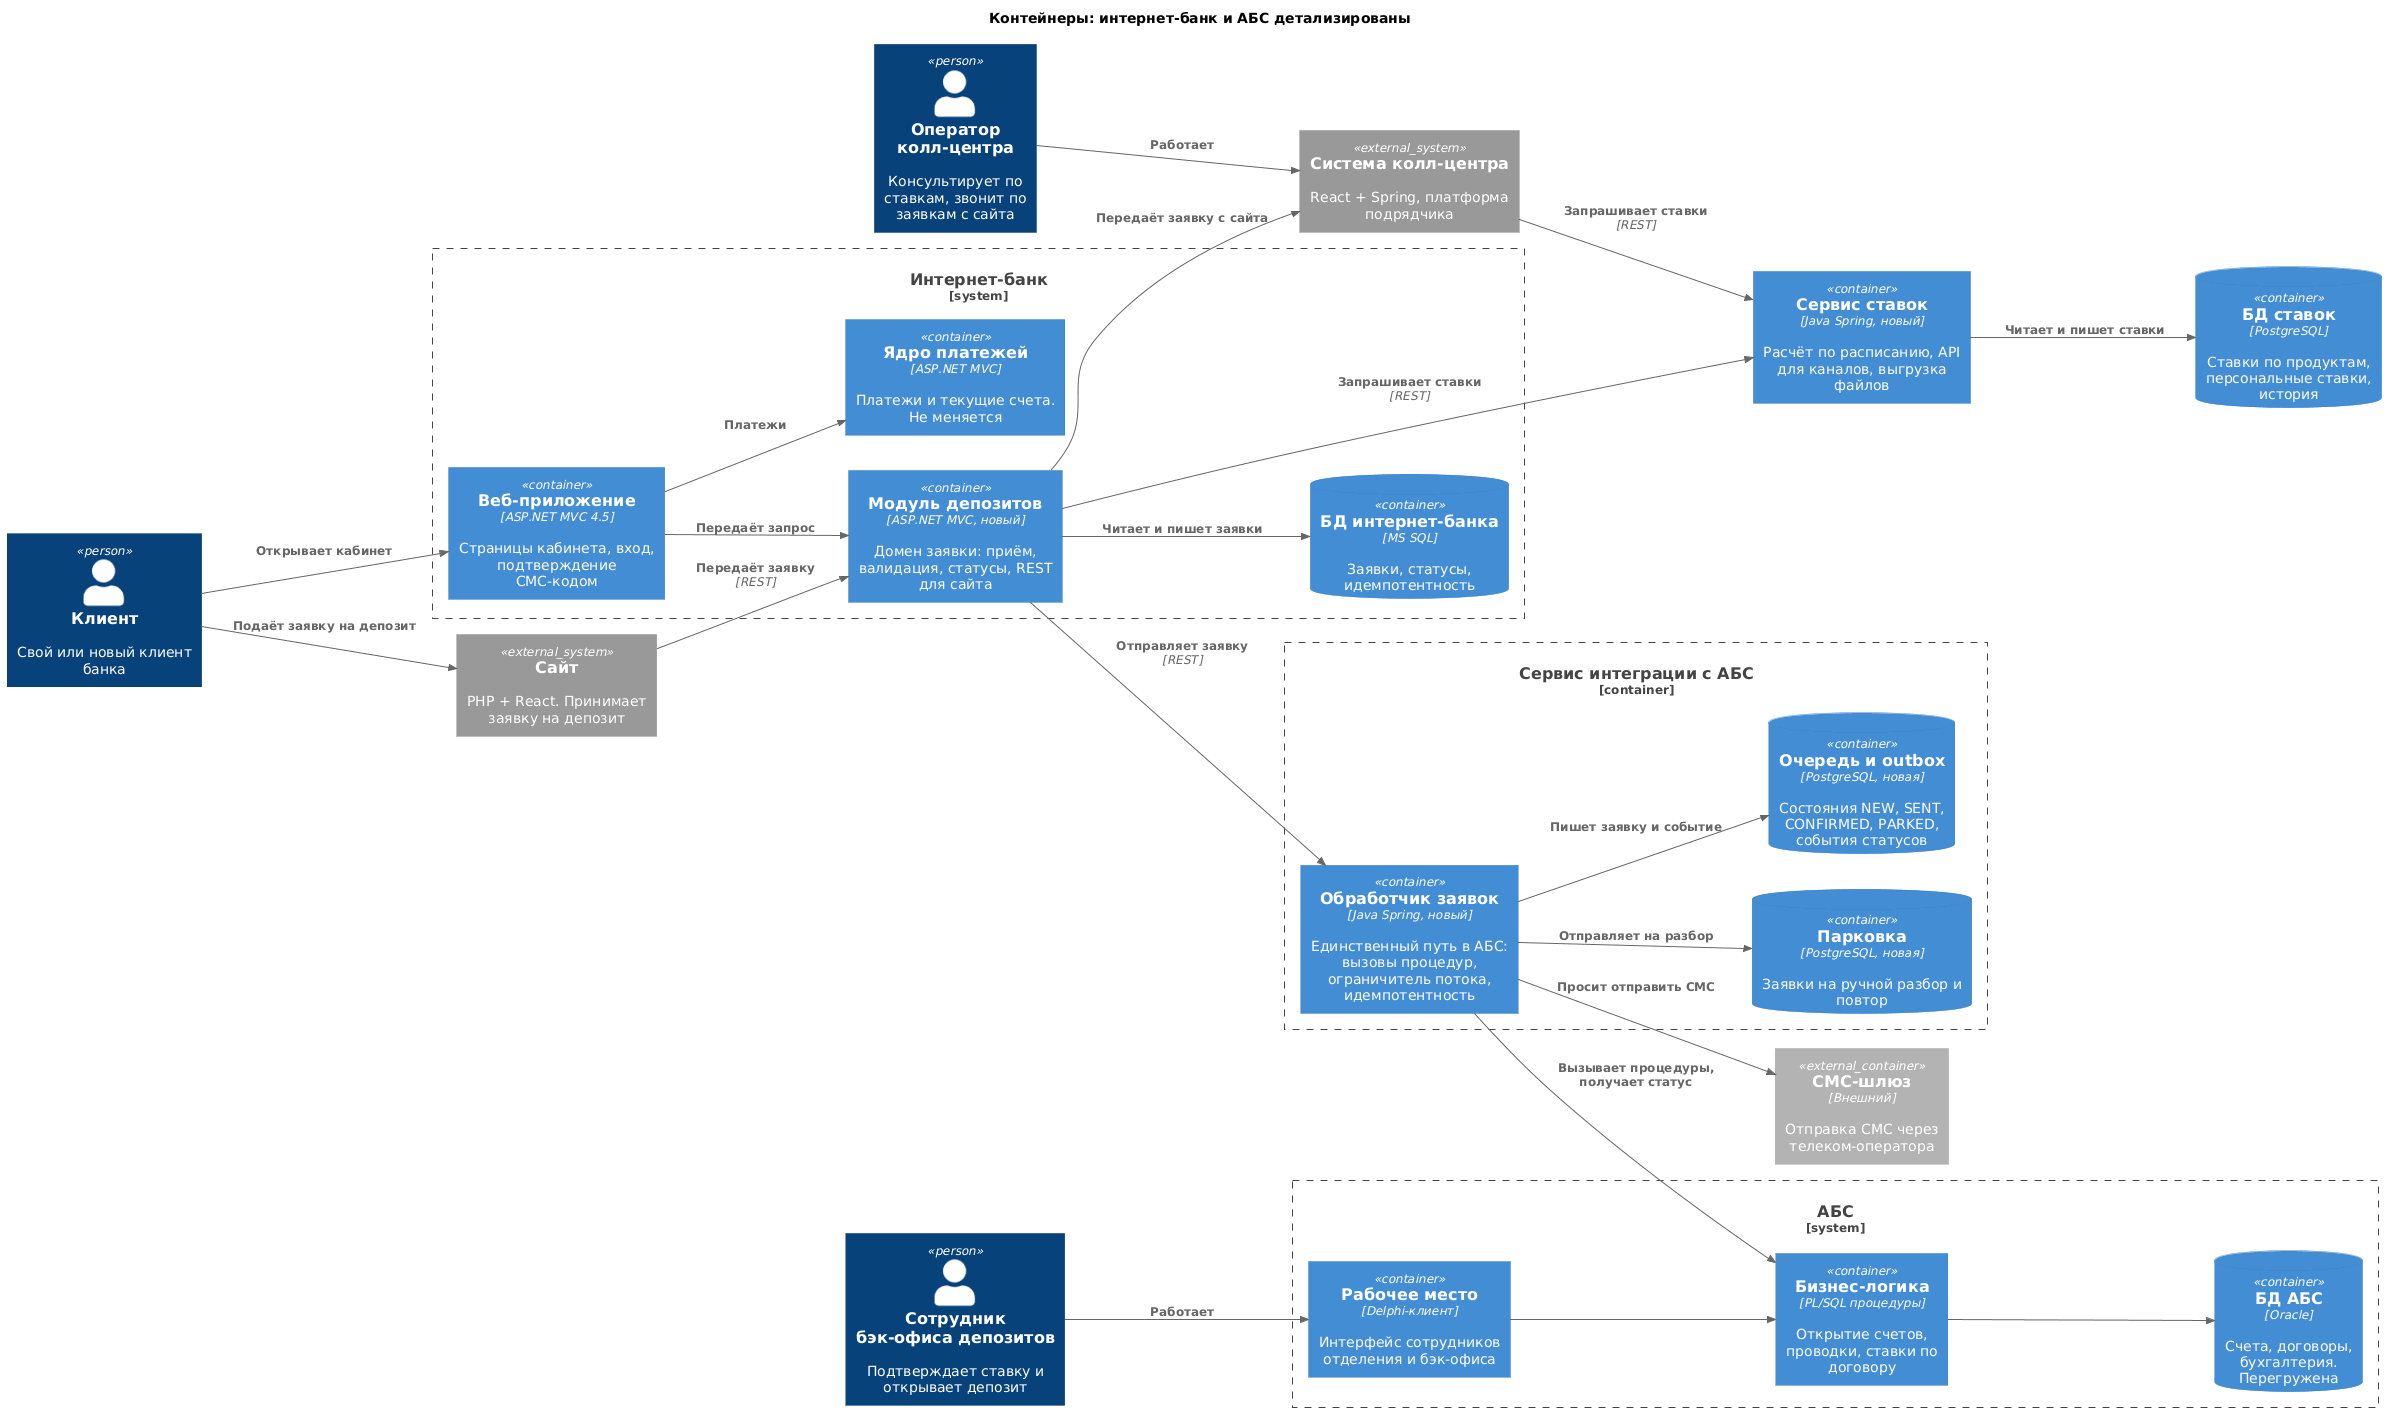 Контейнеры: интернет-банк и АБС детализированы
«person»
Оператор
колл-центра
Консультирует по
ставкам, звонит по
заявкам с сайта
Работает
«external_system»
Система колл-центра
React + Spring, платформа
подрядчика
Передаёт заявку с сайта
Запрашивает ставки
[REST]
«container»
Сервис ставок
[Java Spring, новый]
Расчёт по расписанию, API
для каналов, выгрузка
файлов
Читает и пишет ставки
«container»
БД ставок
[PostgreSQL]
Ставки по продуктам,
персональные ставки,
история
Интернет-банк
[system]
«container»
Ядро платежей
[ASP.NET MVC]
Платежи и текущие счета.
Не меняется
Платежи
Запрашивает ставки
[REST]
«container»
Веб-приложение
[ASP.NET MVC 4.5]
Страницы кабинета, вход,
подтверждение
СМС-кодом
Передаёт запрос
«container»
Модуль депозитов
[ASP.NET MVC, новый]
Домен заявки: приём,
валидация, статусы, REST
для сайта
Читает и пишет заявки
«container»
БД интернет-банка
[MS SQL]
Заявки, статусы,
идемпотентность
«person»
Клиент
Свой или новый клиент
банка
Открывает кабинет
Подаёт заявку на депозит
Передаёт заявку
[REST]
«external_system»
Сайт
PHP + React. Принимает
заявку на депозит
Отправляет заявку
[REST]
Сервис интеграции с АБС
[container]
«container»
Очередь и outbox
[PostgreSQL, новая]
Состояния NEW, SENT,
CONFIRMED, PARKED,
события статусов
Пишет заявку и событие
«container»
Обработчик заявок
[Java Spring, новый]
Единственный путь в АБС:
вызовы процедур,
ограничитель потока,
идемпотентность
Отправляет на разбор
«container»
Парковка
[PostgreSQL, новая]
Заявки на ручной разбор и
повтор
Просит отправить СМС
Вызывает процедуры,
получает статус
«external_container»
СМС-шлюз
[Внешний]
Отправка СМС через
телеком-оператора
АБС
[system]
«person»
Сотрудник
бэк-офиса депозитов
Подтверждает ставку и
открывает депозит
Работает
«container»
Рабочее место
[Delphi-клиент]
Интерфейс сотрудников
отделения и бэк-офиса
«container»
Бизнес-логика
[PL/SQL процедуры]
Открытие счетов,
проводки, ставки по
договору
«container»
БД АБС
[Oracle]
Счета, договоры,
бухгалтерия.
Перегружена